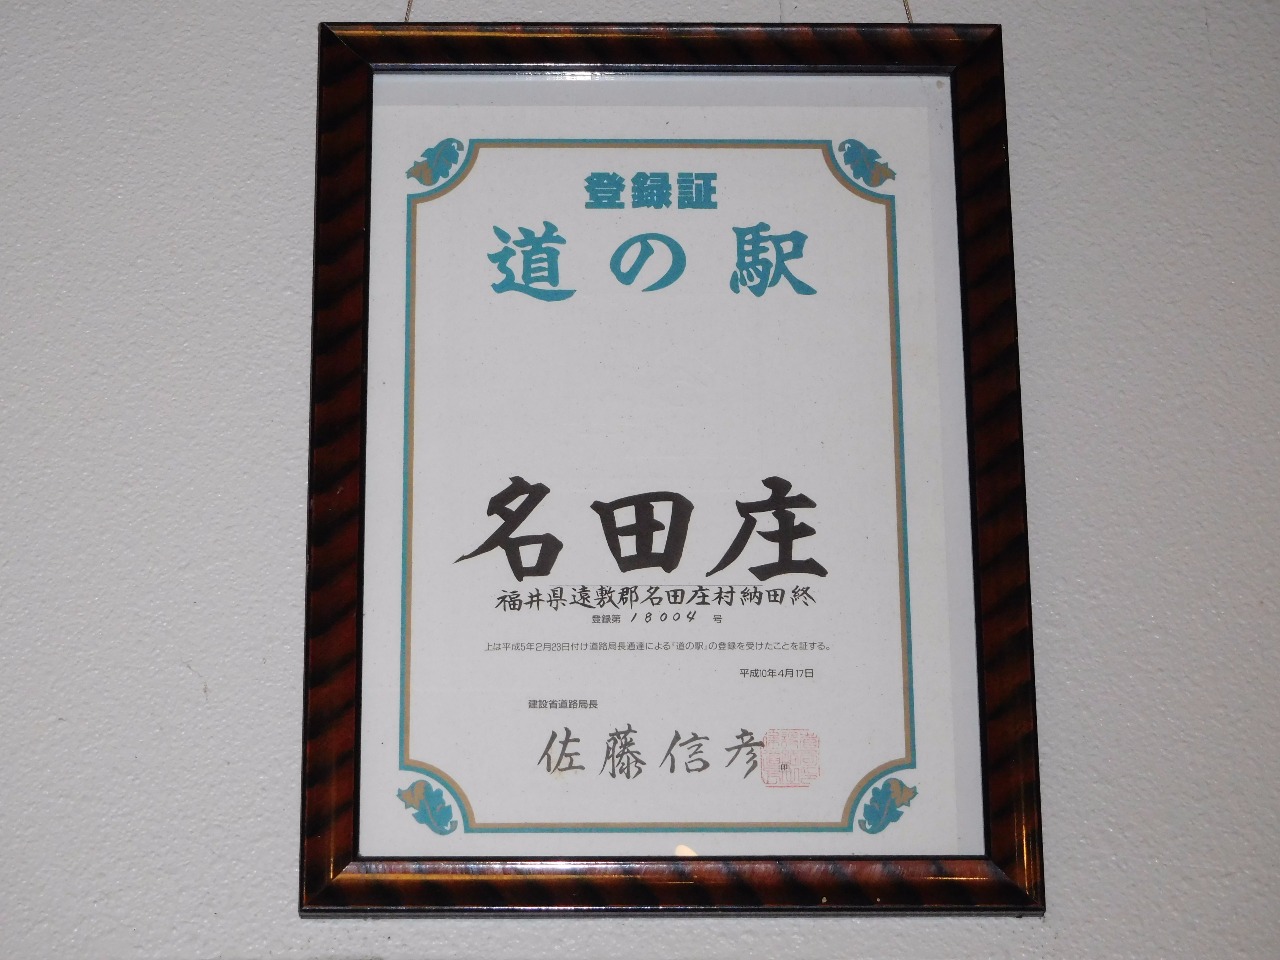 登録証
道の駅
名田庄
福井県遠敷郡名田庄村納田終
登録第 18004 号
上は平成5年2月23日付け道路局長通達による「道の駅」の登録を受けたことを証する。
平成10年4月17日
建設省道路局長
佐藤信彦
印